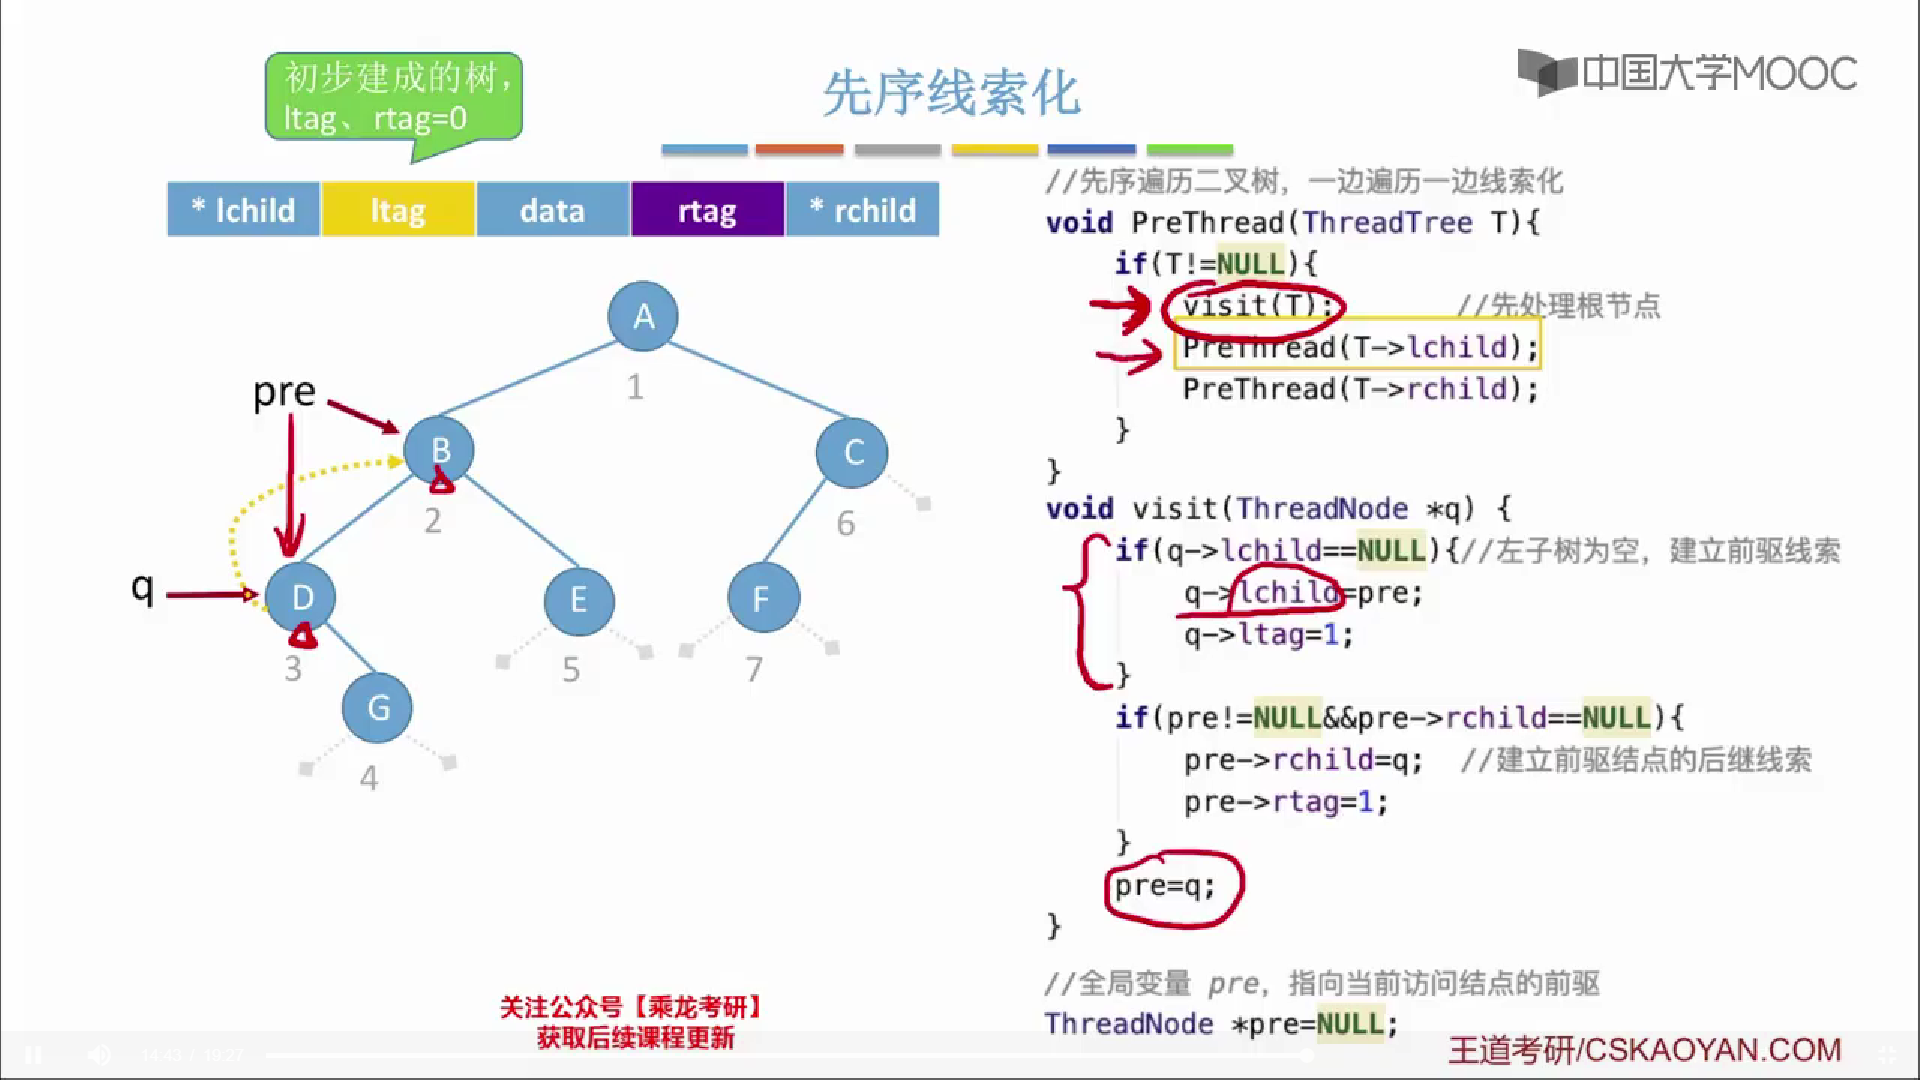 初步建成的树，
ltag、rtag=0
先序线索化
中国大学MOOC
* lchild ltag data rtag * rchild
A
1
pre
B
2
C
6
q
D
3
E
5
F
7
G
4
//先序遍历二叉树，一边遍历一边线索化
void PreThread(ThreadTree T){
if(T!=NULL){
visit(T); //先处理根节点
PreThread(T->lchild);
PreThread(T->rchild);
}
}
void visit(ThreadNode *q) {
if(q->lchild==NULL){//左子树为空，建立前驱线索
q->lchild=pre;
q->ltag=1;
}
if(pre!=NULL&&pre->rchild==NULL){
pre->rchild=q; //建立前驱结点的后继线索
pre->rtag=1;
}
pre=q;
}
//全局变量 pre，指向当前访问结点的前驱
ThreadNode *pre=NULL;
关注公众号【乘龙考研】
获取后续课程更新
14:43 / 19:27
王道考研/CSKAOYAN.COM